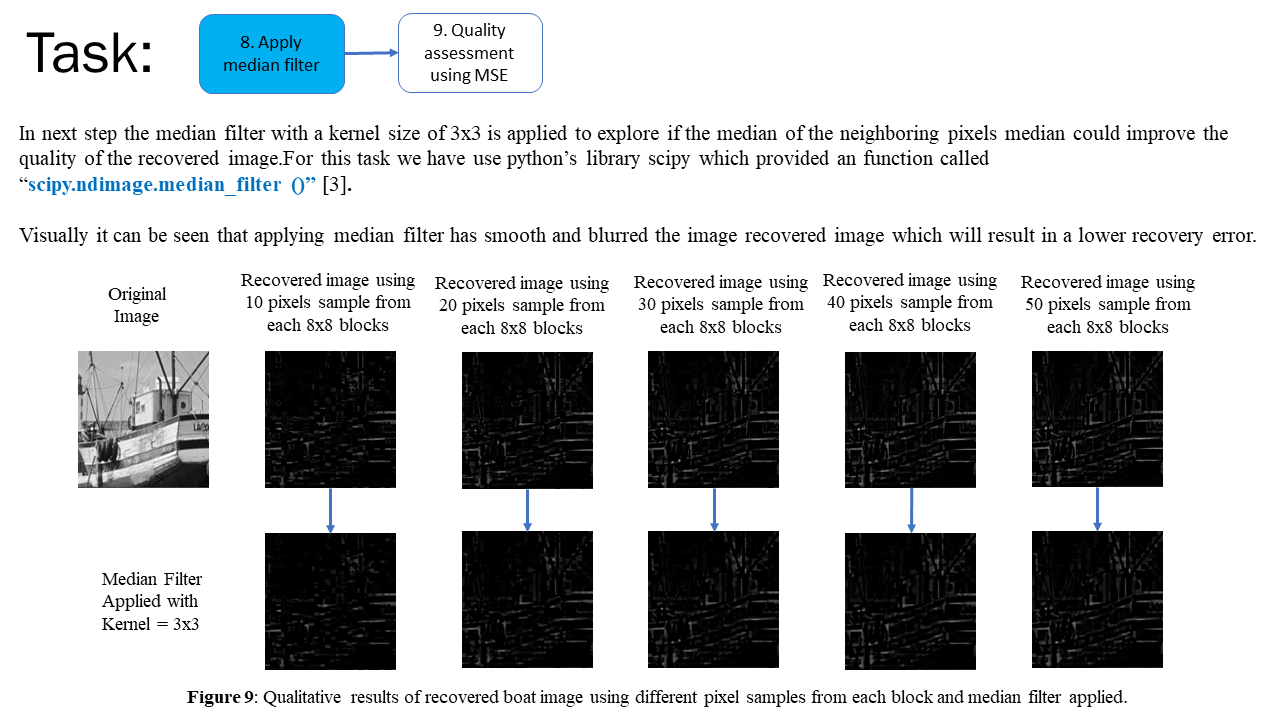 Task:
8. Apply
median filter
9. Quality
assessment
using MSE
In next step the median filter with a kernel size of 3x3 is applied to explore if the median of the neighboring pixels median could improve the
quality of the recovered image.For this task we have use python’s library scipy which provided an function called
“scipy.ndimage.median_filter ()” [3].
Visually it can be seen that applying median filter has smooth and blurred the image recovered image which will result in a lower recovery error.
Original
Image
Recovered image using
10 pixels sample from
each 8x8 blocks
Recovered image using
20 pixels sample from
each 8x8 blocks
Recovered image using
30 pixels sample from
each 8x8 blocks
Recovered image using
40 pixels sample from
each 8x8 blocks
Recovered image using
50 pixels sample from
each 8x8 blocks
Median Filter
Applied with
Kernel = 3x3
Figure 9: Qualitative results of recovered boat image using different pixel samples from each block and median filter applied.